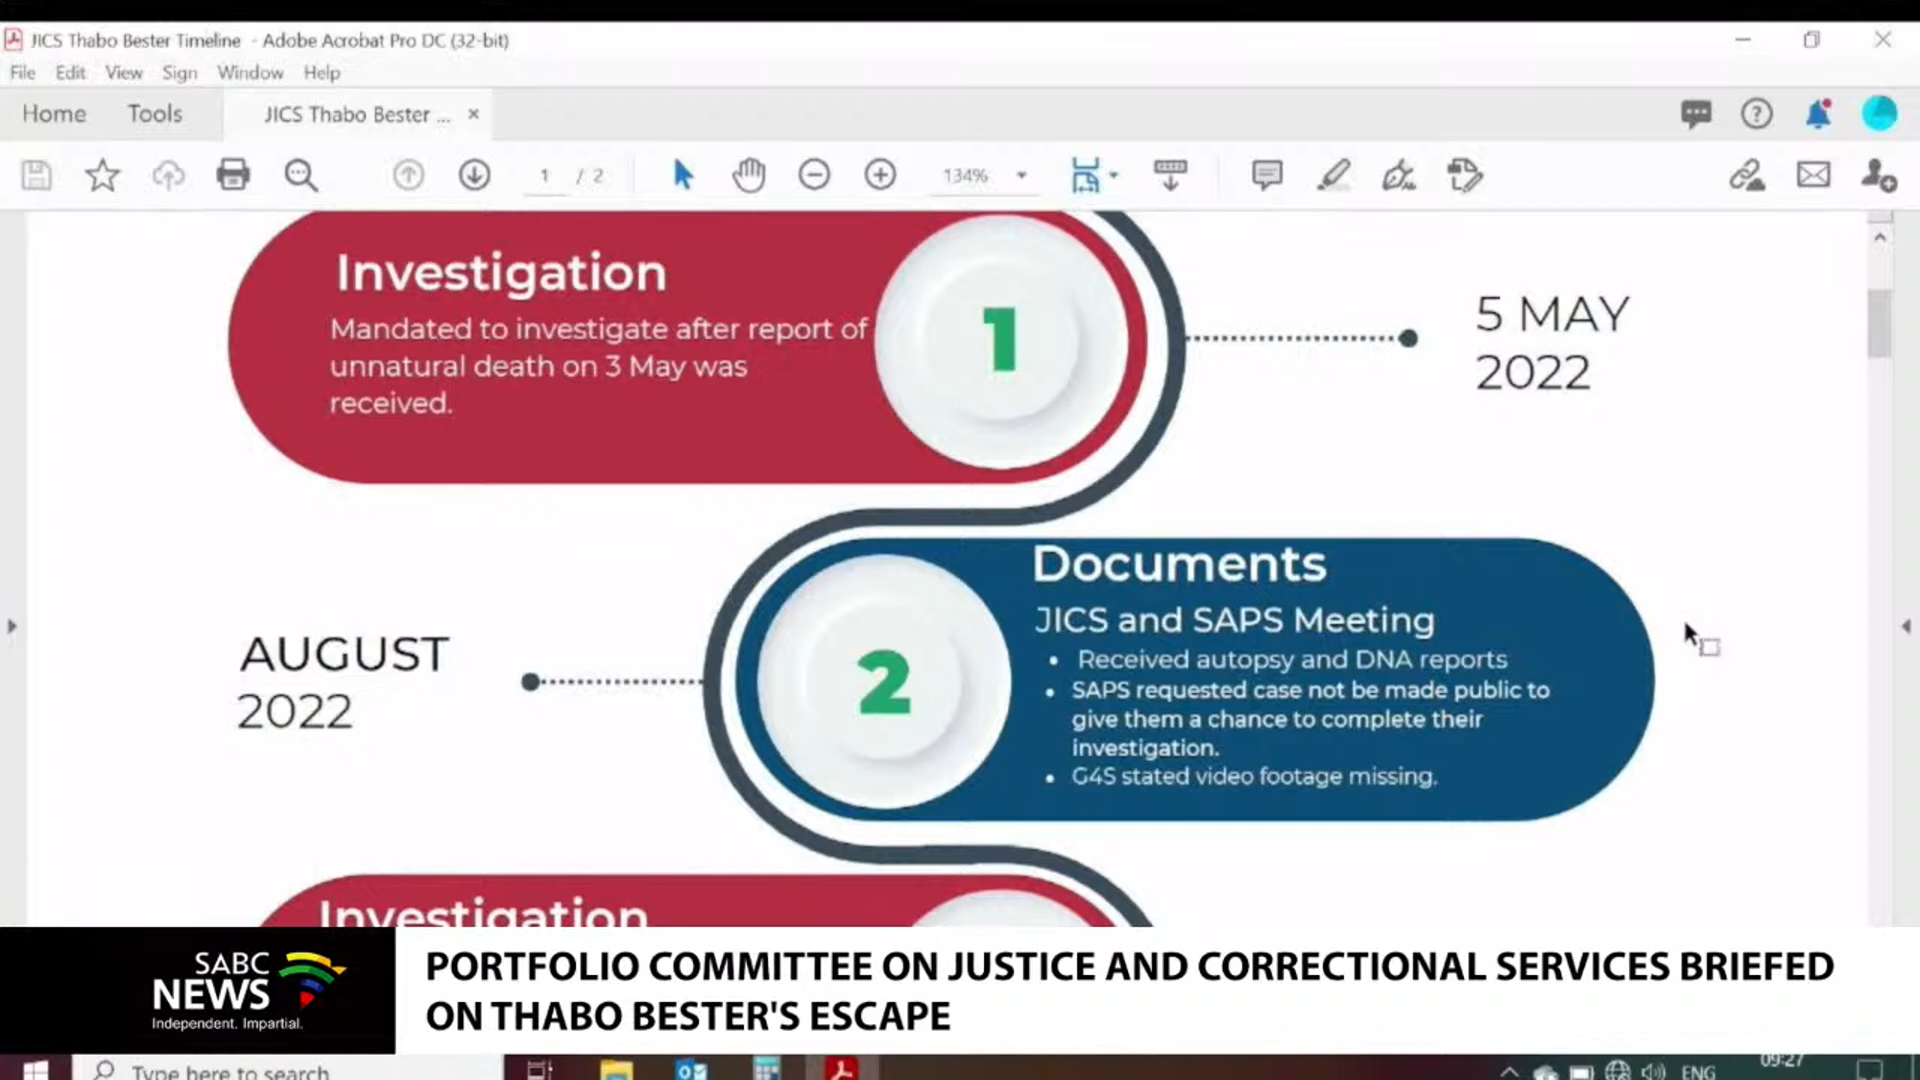 JICS Thabo Bester Timeline - Adobe Acrobat Pro DC (32-bit)
File Edit View Sign Window Help
Home Tools JICS Thabo Bester ... ×
1 / 2 134%
Investigation
Mandated to investigate after report of
unnatural death on 3 May was
received.
1
5 MAY
2022
AUGUST
2022
2
Documents
JICS and SAPS Meeting
• Received autopsy and DNA reports
• SAPS requested case not be made public to
give them a chance to complete their
investigation.
• G4S stated video footage missing.
Investigation
SABC
NEWS
Independent. Impartial.
PORTFOLIO COMMITTEE ON JUSTICE AND CORRECTIONAL SERVICES BRIEFED
ON THABO BESTER'S ESCAPE
Type here to search
ENG
09:27